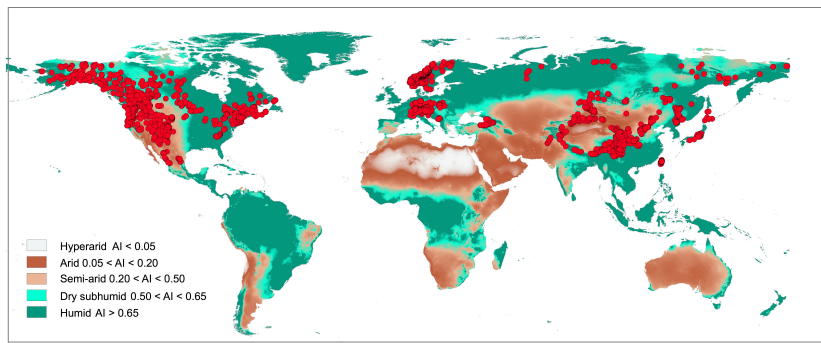 Hyperarid AI < 0.05
Arid 0.05 < AI < 0.20
Semi-arid 0.20 < AI < 0.50
Dry subhumid 0.50 < AI < 0.65
Humid AI > 0.65